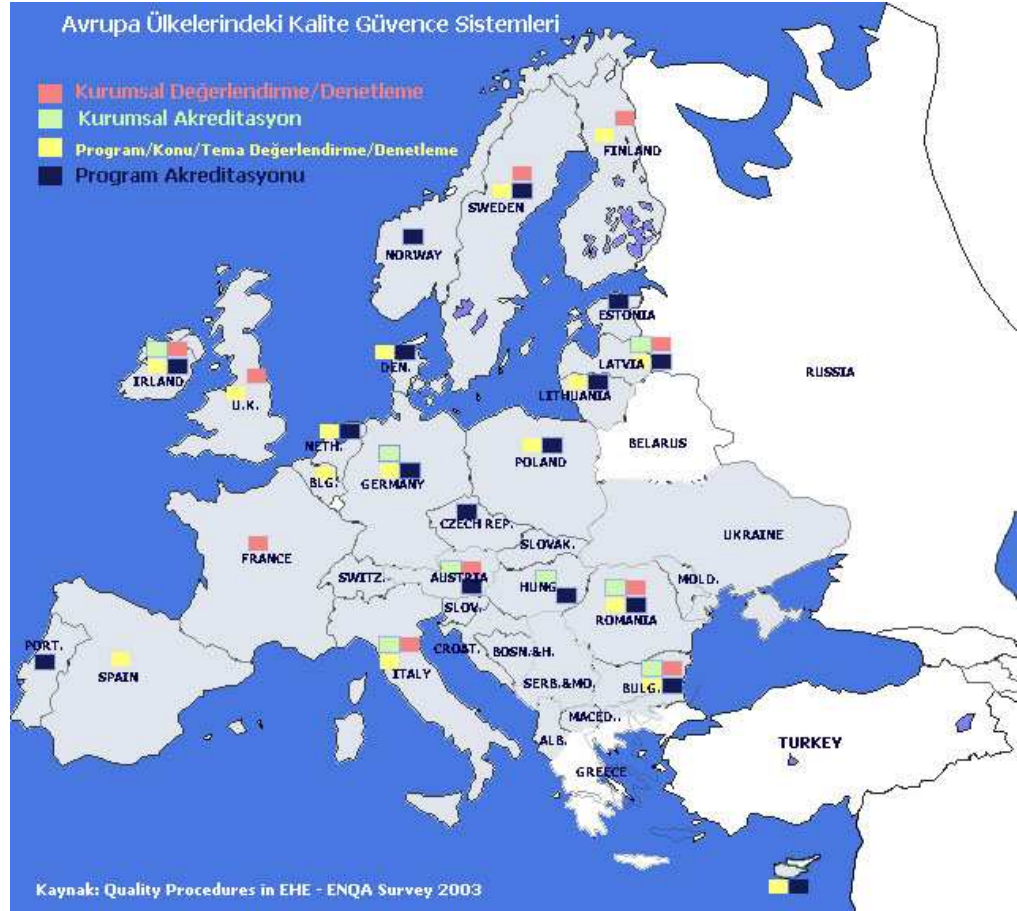 Avrupa Ülkelerindeki Kalite Güvence Sistemleri
Kurumsal Değerlendirme/Denetleme
Kurumsal Akreditasyon
Program/Konu/Tema Değerlendirme/Denetleme
Program Akreditasyonu
FINLAND
SWEDEN
NORWAY
ESTONIA
LATVIA
RUSSIA
IRLAND
DEN.
LITHUANIA
U.K.
BELARUS
NETH.
POLAND
BLG.
GERMANY
CZECH REP.
UKRAINE
SLOVAK.
FRANCE
SWITZ.
AUSTRIA
HUNG.
MOLD.
SLOV.
ROMANIA
PORT.
CROAT.
BOSN.&H.
SPAIN
ITALY
SERB.&MO.
BULG.
MACED..
ALB.
TURKEY
GREECE
Kaynak: Quality Procedures in EHE - ENQA Survey 2003